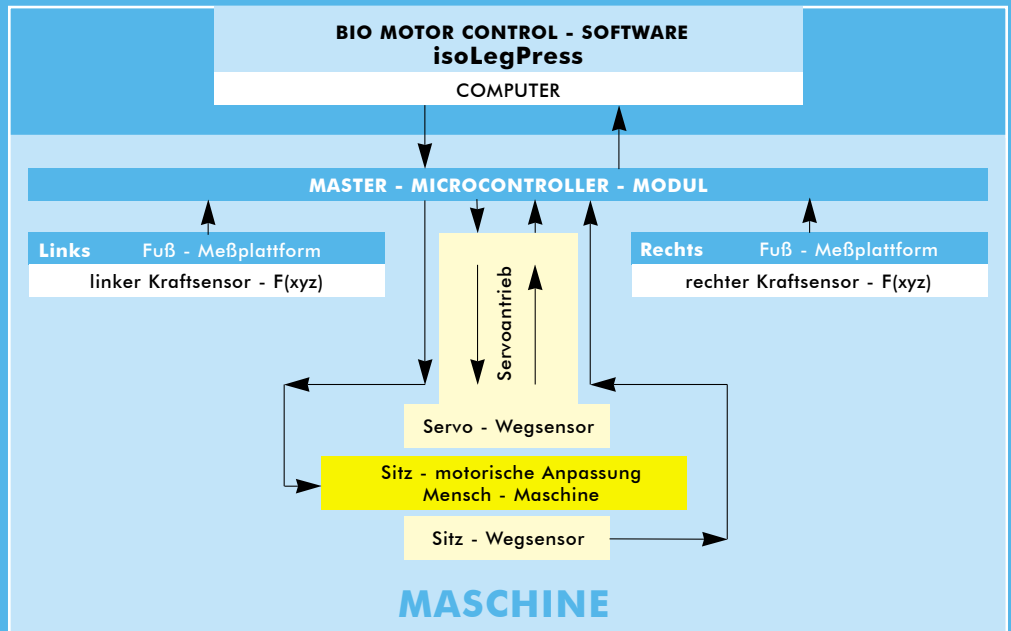 BIO MOTOR CONTROL - SOFTWARE
isoLegPress
COMPUTER
MASTER - MICROCONTROLLER - MODUL
Links Fuß - Meßplattform
linker Kraftsensor - F(xyz)
Rechts Fuß - Meßplattform
rechter Kraftsensor - F(xyz)
Servoantrieb
Servo - Wegsensor
Sitz - motorische Anpassung
Mensch - Maschine
Sitz - Wegsensor
MASCHINE